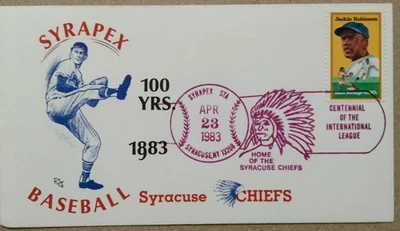 SYRAPEX
100
YRS.
1883
BASEBALL
Syracuse CHIEFS
Jackie Robinson
SYRAPEX STA
APR
23
1983
SYRACUSE, NY
HOME
OF THE
SYRACUSE CHIEFS
CENTENNIAL
OF THE
INTERNATIONAL
LEAGUE